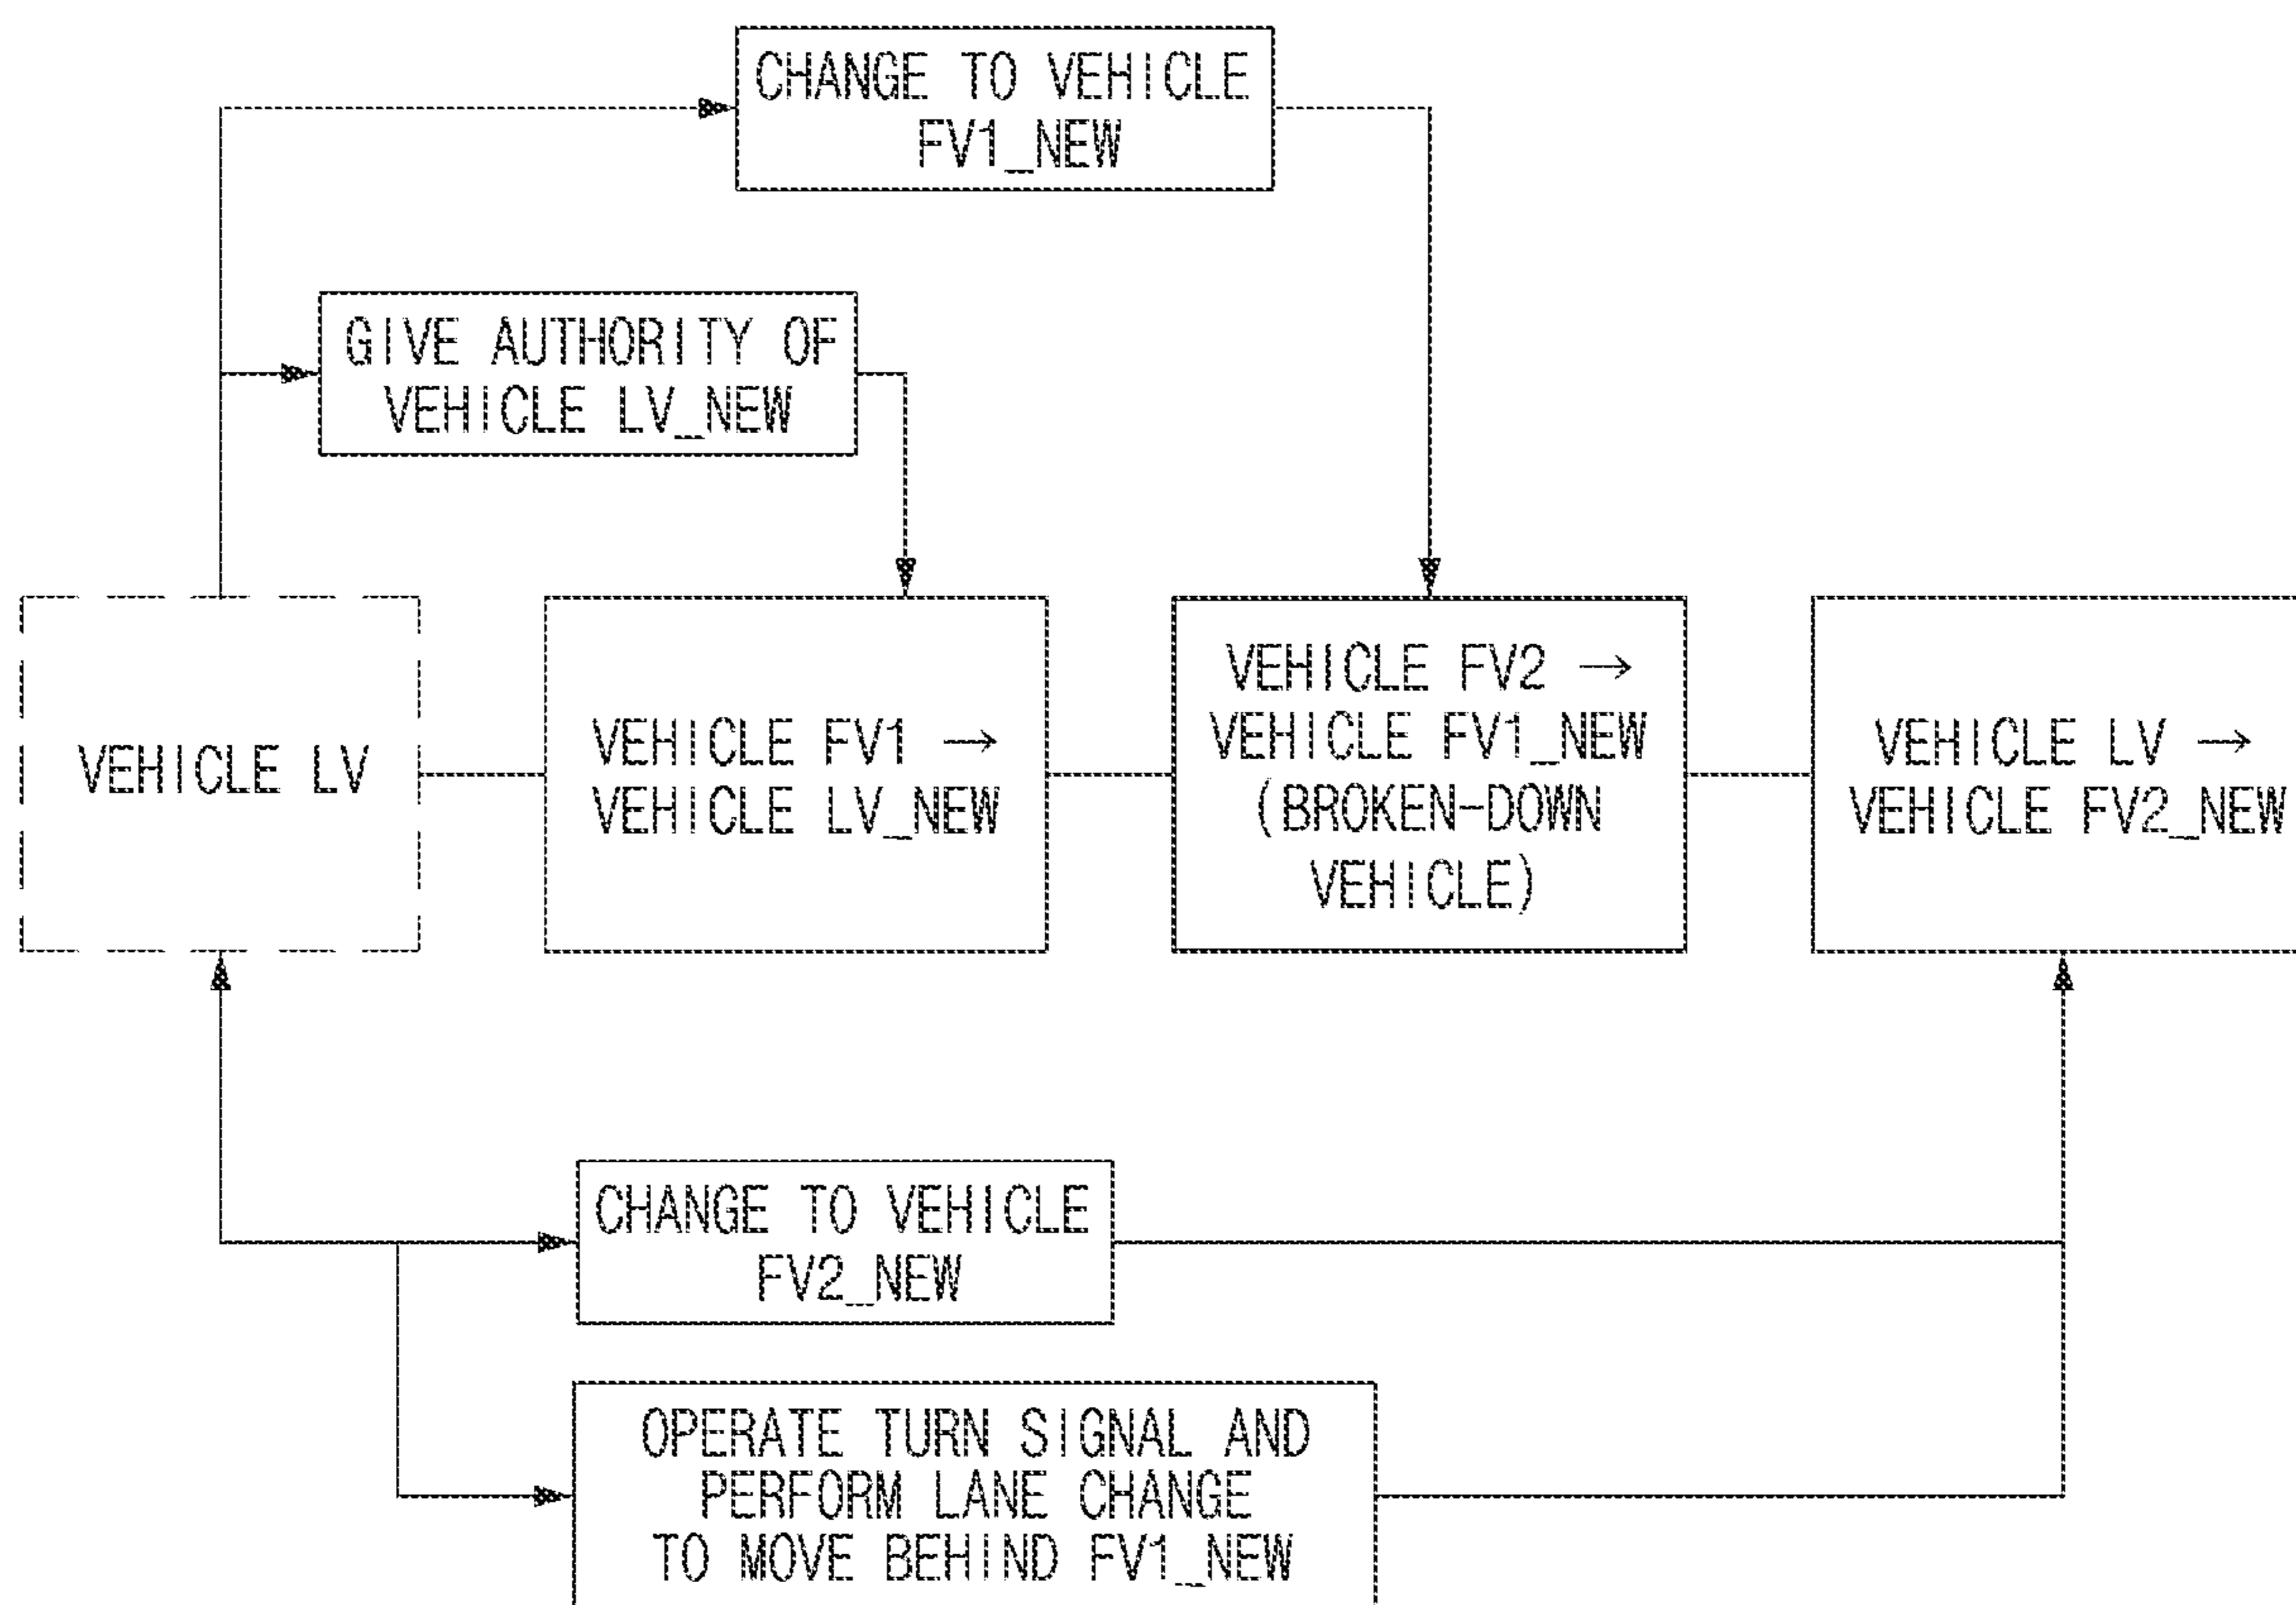 CHANGE TO VEHICLE
FV1_NEW
GIVE AUTHORITY OF
VEHICLE LV_NEW
VEHICLE LV
VEHICLE FV1 →
VEHICLE LV_NEW
VEHICLE FV2 →
VEHICLE FV1_NEW
(BROKEN-DOWN
VEHICLE)
VEHICLE LV →
VEHICLE FV2_NEW
CHANGE TO VEHICLE
FV2_NEW
OPERATE TURN SIGNAL AND
PERFORM LANE CHANGE
TO MOVE BEHIND FV1_NEW